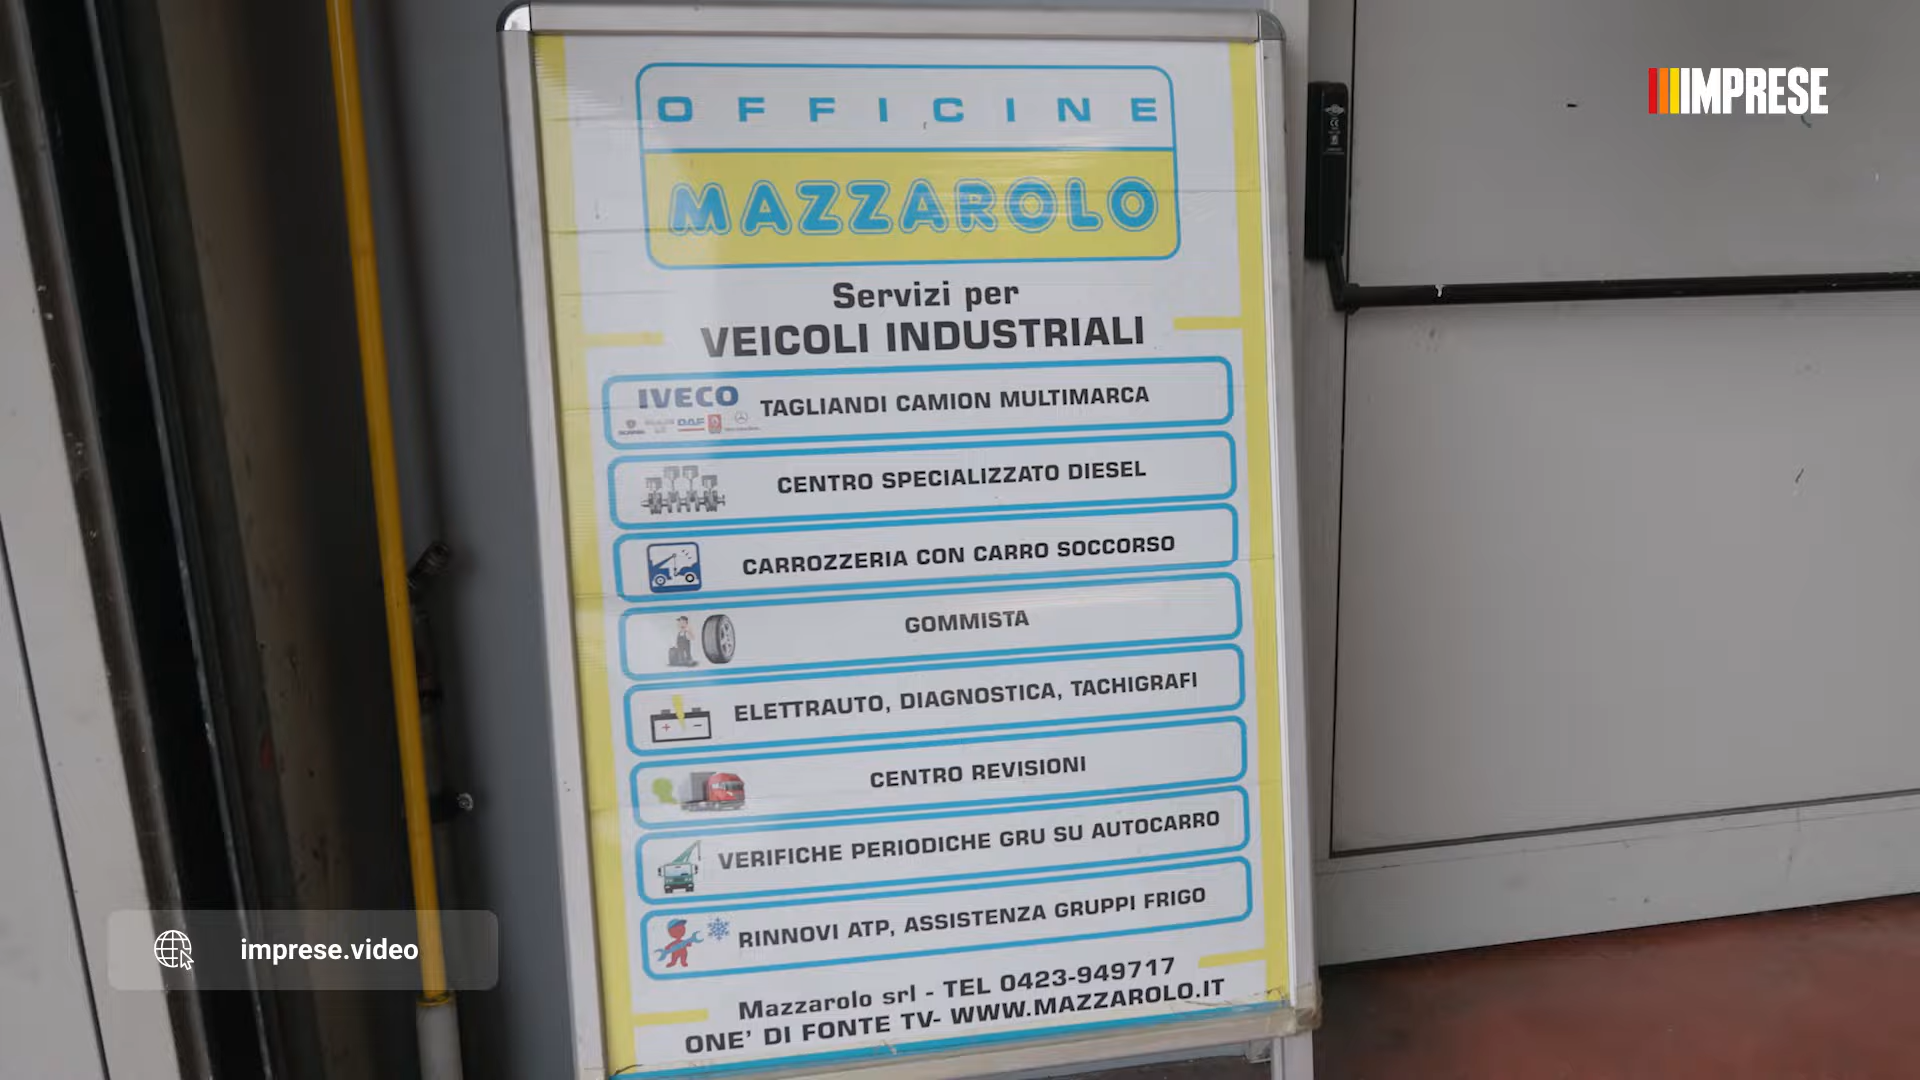 OFFICINE
MAZZAROLO
Servizi per
VEICOLI INDUSTRIALI
IVECO
DAF
TAGLIANDI CAMION MULTIMARCA
CENTRO SPECIALIZZATO DIESEL
CARROZZERIA CON CARRO SOCCORSO
GOMMISTA
ELETTRAUTO, DIAGNOSTICA, TACHIGRAFI
CENTRO REVISIONI
VERIFICHE PERIODICHE GRU SU AUTOCARRO
RINNOVI ATP, ASSISTENZA GRUPPI FRIGO
Mazzarolo srl - TEL 0423-949717
ONE' DI FONTE TV- WWW.MAZZAROLO.IT
IMPRESE
imprese.video